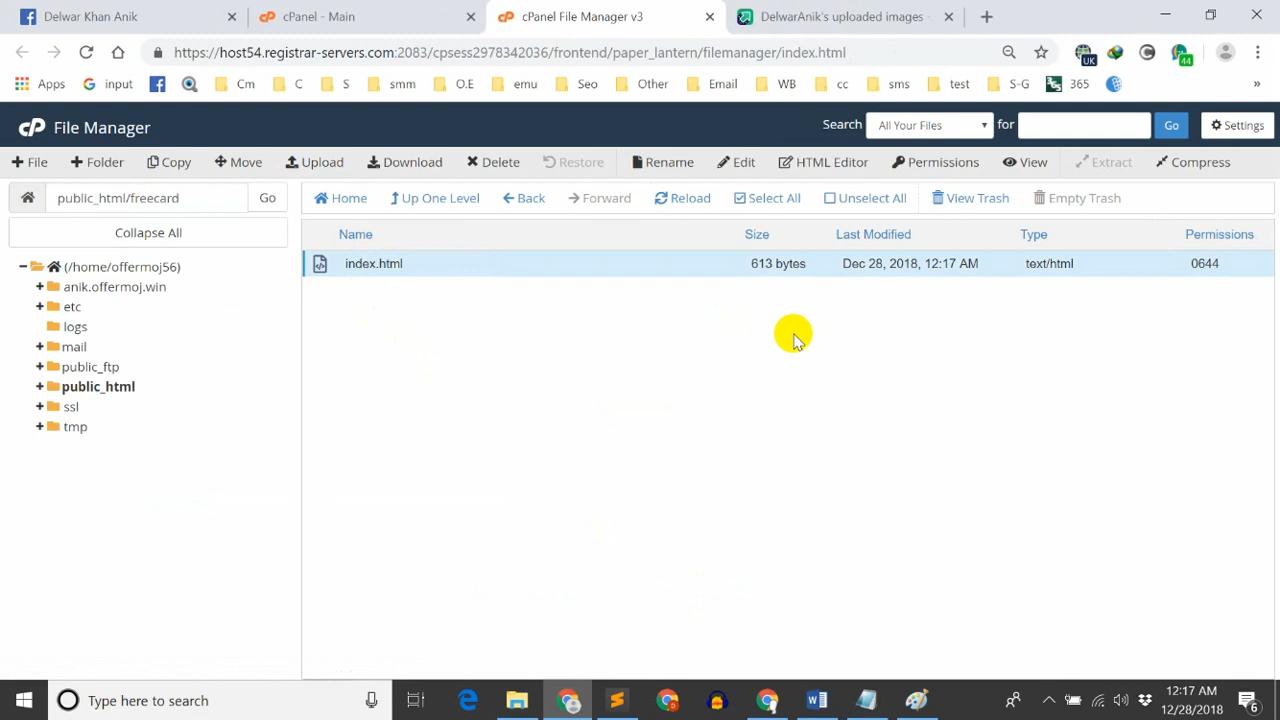 Delwar Khan Anik
cPanel - Main
cPanel File Manager v3
DelwarAnik's uploaded images -
https://host54.registrar-servers.com:2083/cpsess2978342036/frontend/paper_lantern/filemanager/index.html
UK
44
Apps
input
Cm
C
S
smm
O.E
emu
Seo
Other
Email
WB
cc
sms
test
S-G
365
»
cP File Manager
Search
All Your Files
for
Go
Settings
File
Folder
Copy
Move
Upload
Download
Delete
Restore
Rename
Edit
HTML Editor
Permissions
View
Extract
Compress
public_html/freecard
Go
Home
Up One Level
Back
Forward
Reload
Select All
Unselect All
View Trash
Empty Trash
Collapse All
Name
Size
Last Modified
Type
Permissions
index.html
613 bytes
Dec 28, 2018, 12:17 AM
text/html
0644
(/home/offermoj56)
anik.offermoj.win
etc
logs
mail
public_ftp
public_html
ssl
tmp
Type here to search
12:17 AM
12/28/2018
6